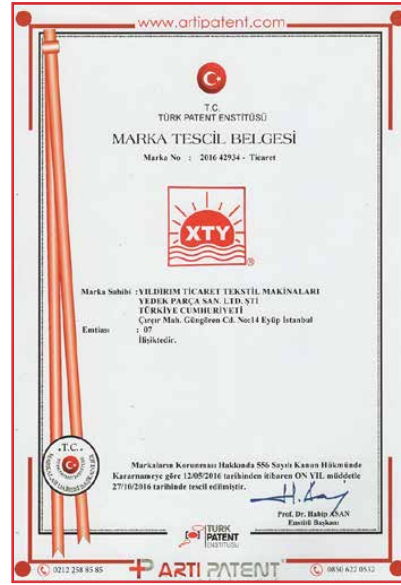 www.artipatent.com
T.C.
TÜRK PATENT ENSTİTÜSÜ
MARKA TESCİL BELGESİ
Marka No : 2016 42934 - Ticaret
XTY
®
Marka Sahibi : YILDIRIM TİCARET TEKSTİL MAKİNALARI
YEDEK PARÇA SAN. LTD. ŞTİ
TÜRKİYE CUMHURİYETİ
Çırçır Mah. Güngören Cd. No:14 Eyüp İstanbul
Emtiası : 07
İlişiktedir.
T.C.
Markaların Korunması Hakkında 556 Sayılı Kanun Hükmünde
Kararnameye göre 12/05/2016 tarihinden itibaren ON YIL müddetle
27/10/2016 tarihinde tescil edilmiştir.
Prof. Dr. Habip ASAN
Enstitü Başkanı
TÜRK
PATENT
ENSTİTÜSÜ
0212 258 85 85
ARTI PATENT
0850 622 0532